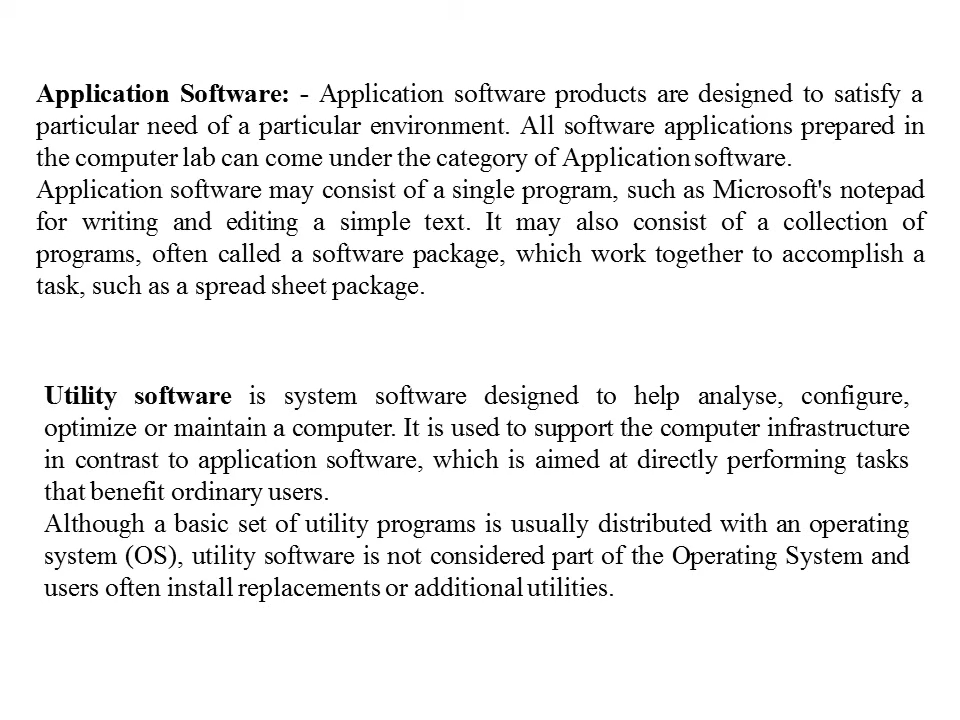 Application Software: - Application software products are designed to satisfy a
particular need of a particular environment. All software applications prepared in
the computer lab can come under the category of Application software.
Application software may consist of a single program, such as Microsoft's notepad
for writing and editing a simple text. It may also consist of a collection of
programs, often called a software package, which work together to accomplish a
task, such as a spread sheet package.
Utility software is system software designed to help analyse, configure,
optimize or maintain a computer. It is used to support the computer infrastructure
in contrast to application software, which is aimed at directly performing tasks
that benefit ordinary users.
Although a basic set of utility programs is usually distributed with an operating
system (OS), utility software is not considered part of the Operating System and
users often install replacements or additional utilities.